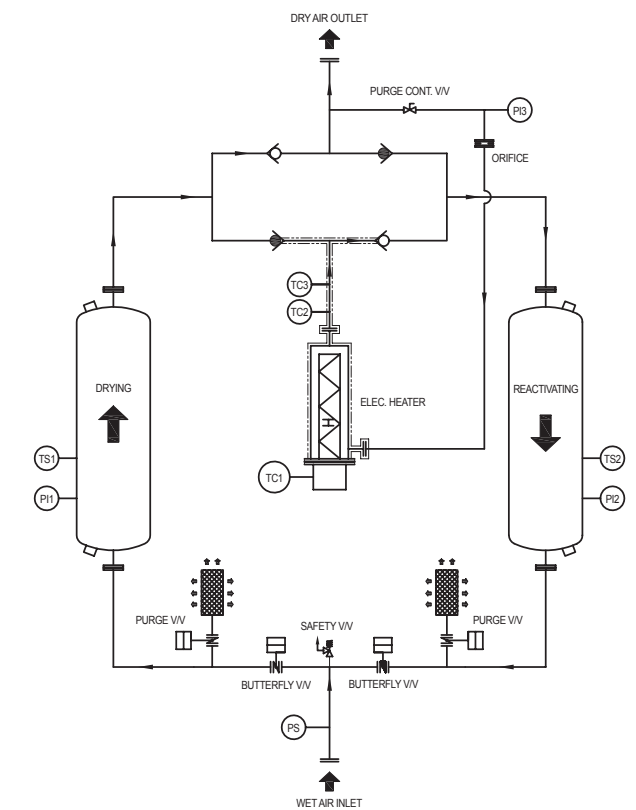 DRY AIR OUTLET
PURGE CONT. V/V
PI3
ORIFICE
TC3
TC2
DRYING
ELEC. HEATER
REACTIVATING
H
TS1
TS2
TC1
PI1
PI2
PURGE V/V
SAFETY V/V
PURGE V/V
BUTTERFLY V/V
BUTTERFLY V/V
PS
WET AIR INLET